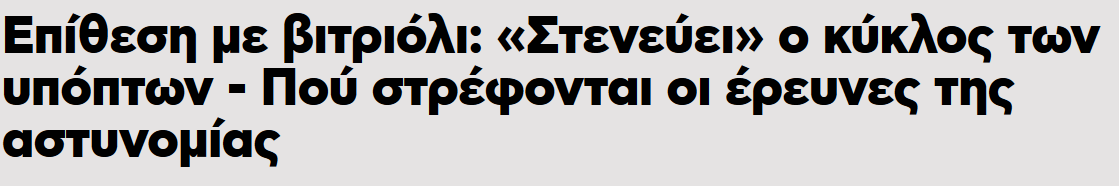 Επίθεση με βιτριόλι: «Στενεύει» ο κύκλος των
υπόπτων - Πού στρέφονται οι έρευνες της
αστυνομίας